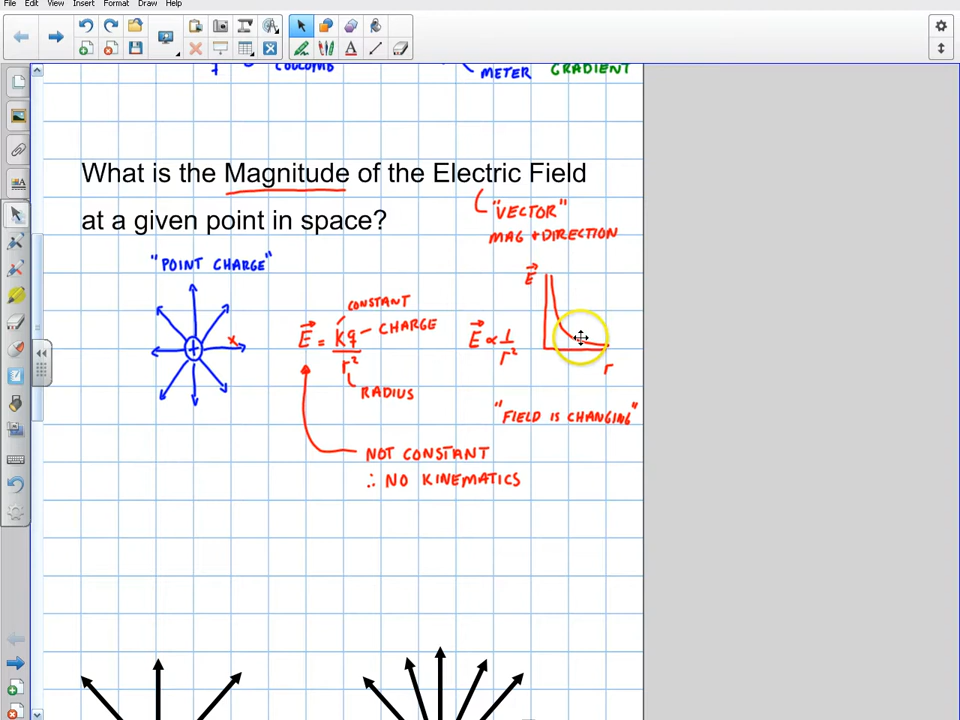 File Edit View Insert Format Draw Help
COULOMB
METER GRADIENT
What is the Magnitude of the Electric Field
at a given point in space?
"VECTOR"
MAG + DIRECTION
"POINT CHARGE"
E
CONSTANT
E = kq
r²
CHARGE
E ∝ 1/r²
RADIUS
r
"FIELD IS CHANGING"
NOT CONSTANT
∴ NO KINEMATICS